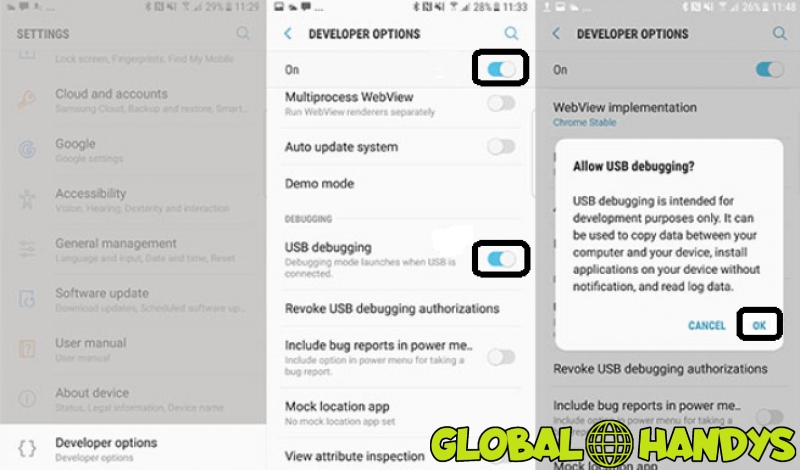 29% 11:29
SETTINGS
Lock screen, Fingerprints, Find My Mobile
Cloud and accounts
Samsung Cloud, Backup and restore, Smart...
Google
Google settings
Accessibility
Vision, Hearing, Dexterity and interaction
General management
Language and input, Date and time, Reset
Software update
Download updates, Scheduled software up...
User manual
User manual
About device
Status, Legal information, Device name
Developer options
Developer options
28% 11:33
DEVELOPER OPTIONS
On
Multiprocess WebView
Run WebView renderers separately
Auto update system
Demo mode
DEBUGGING
USB debugging
Debugging mode launches when USB is
connected.
Revoke USB debugging authorizations
Include bug reports in power me..
Include option in power menu for taking a
bug report.
Mock location app
No mock location app set
View attribute inspection
26% 11:48
DEVELOPER OPTIONS
On
WebView implementation
Chrome Stable
Allow USB debugging?
USB debugging is intended for
development purposes only. It can
be used to copy data between your
computer and your device, install
applications on your device without
notification, and read log data.
CANCEL OK
Revoke USB debugging authorizations
Include bug reports in power me..
Include option in power menu for taking a
Mock location app
GLOBAL HANDYS